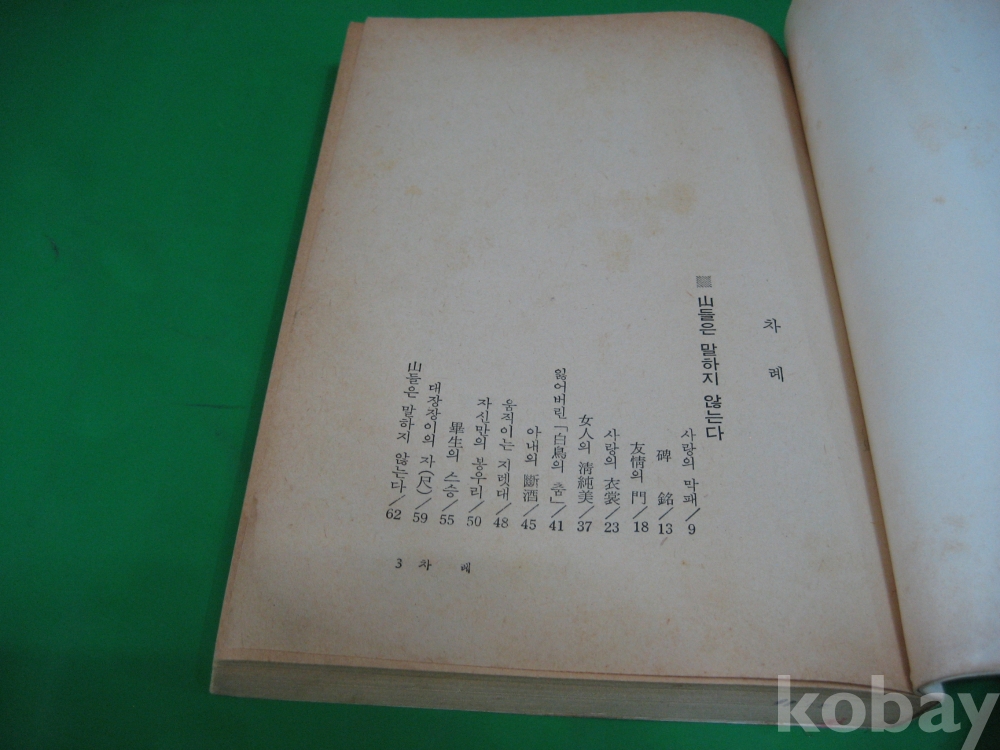 차 례
▩ 山들은 말하지 않는다
사랑의 막패/9
碑 銘/13
友情의 門/18
사랑의 衣裳/23
女人의 淸純美/37
잃어버린「白鳥의 춤」/41
아내의 斷酒/45
움직이는 지렛대/48
자신만의 봉우리/50
畢生의 스승/55
대장장이의 자(尺)/59
山들은 말하지 않는다/62
3 차 례
kobay